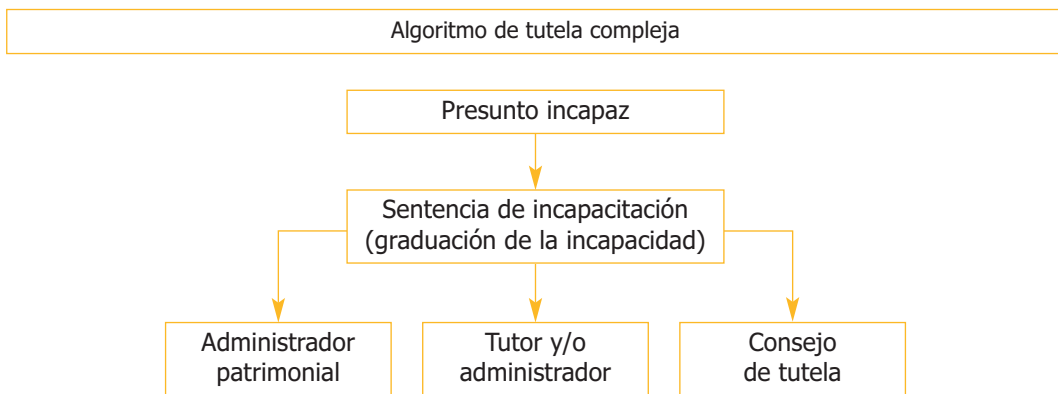 Algoritmo de tutela compleja
Presunto incapaz
Sentencia de incapacitación
(graduación de la incapacidad)
Administrador
patrimonial
Tutor y/o
administrador
Consejo
de tutela